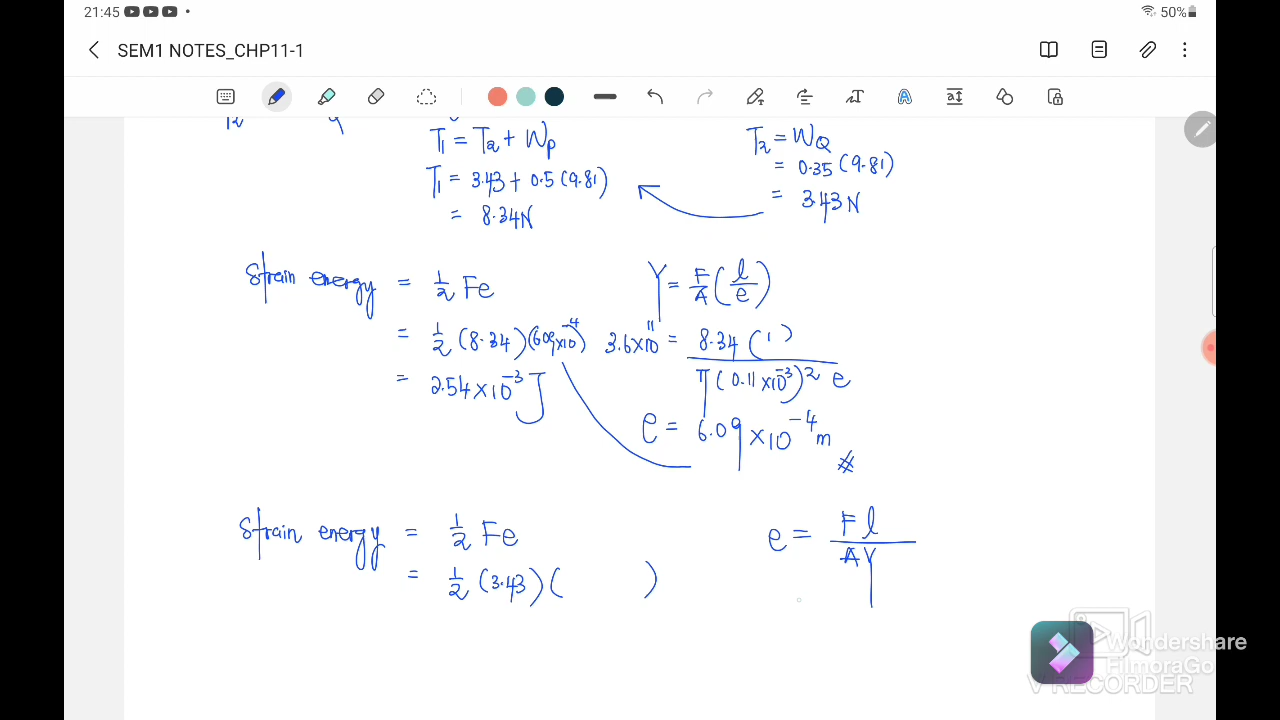 21:45
50%
SEM1 NOTES_CHP11-1
T₁ = T₂ + Wp
T₁ = 3.43 + 0.5 (9.81)
= 8.34N
T₂ = WQ
= 0.35 (9.81)
= 3.43 N
Strain energy = 1/2 Fe
= 1/2 (8.34)(6.09×10⁻⁴)
= 2.54×10⁻³ J
Y = F/A (l/e)
3.6×10¹¹ = 8.34 (1) / π(0.11×10⁻³)² e
e = 6.09 × 10⁻⁴ m #
Strain energy = 1/2 Fe
= 1/2 (3.43) ( )
e = Fl / AY
Wondershare
FilmoraGo
V RECORDER